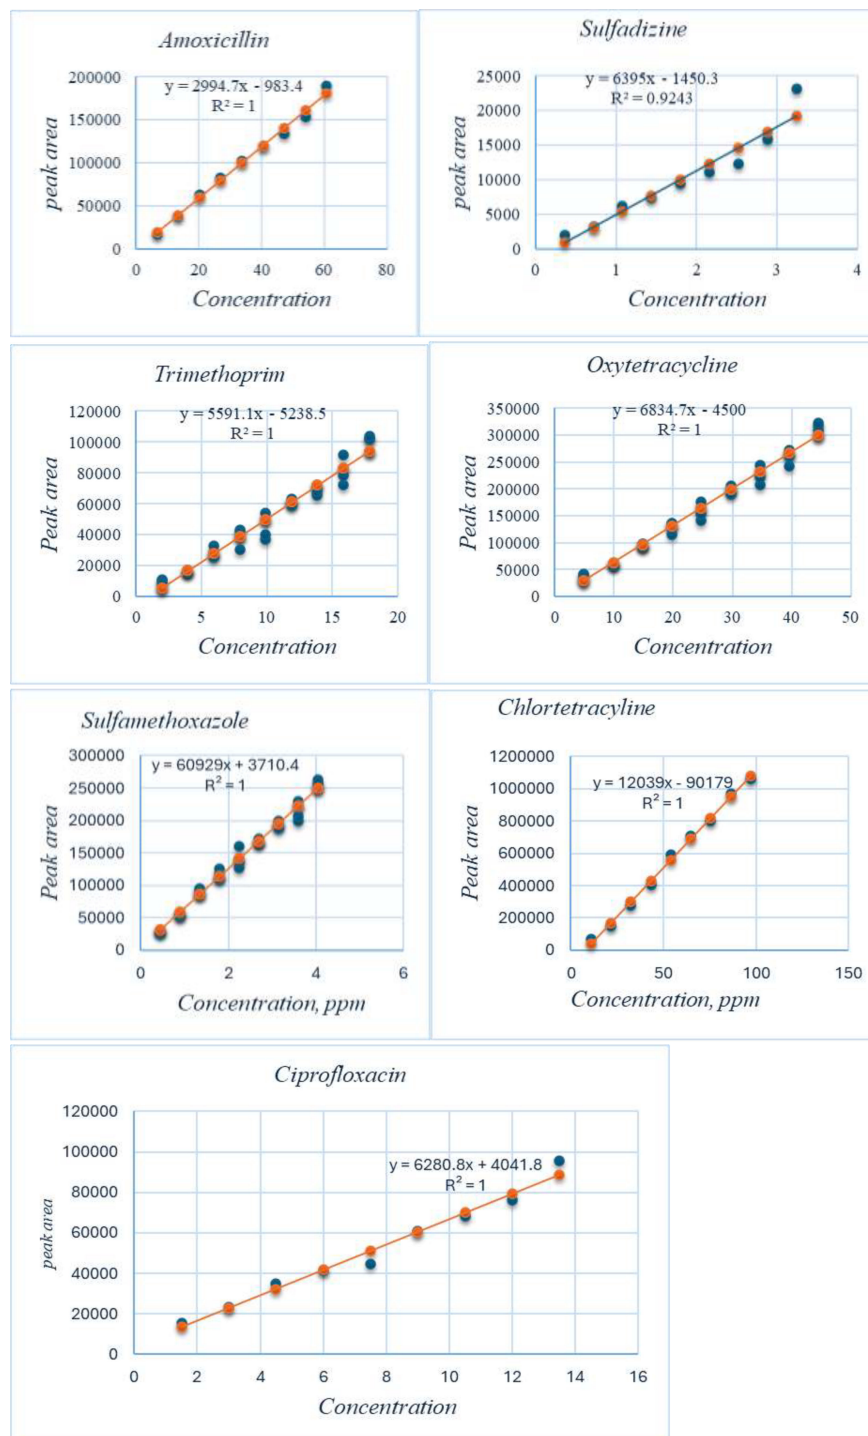 Amoxicillin
y = 2994.7x - 983.4
R² = 1
200000
150000
100000
50000
0
0 20 40 60 80
peak area
Concentration
Sulfadizine
y = 6395x - 1450.3
R² = 0.9243
25000
20000
15000
10000
5000
0
0 1 2 3 4
peak area
Concentration
Trimethoprim
y = 5591.1x - 5238.5
R² = 1
120000
100000
80000
60000
40000
20000
0
0 5 10 15 20
Peak area
Concentration
Oxytetracycline
y = 6834.7x - 4500
R² = 1
350000
300000
250000
200000
150000
100000
50000
0
0 10 20 30 40 50
Peak area
Concentration
Sulfamethoxazole
y = 60929x + 3710.4
R² = 1
300000
250000
200000
150000
100000
50000
0
0 2 4 6
Peak area
Concentration, ppm
Chlortetracyline
y = 12039x - 90179
R² = 1
1200000
1000000
800000
600000
400000
200000
0
0 50 100 150
Peak area
Concentration, ppm
Ciprofloxacin
y = 6280.8x + 4041.8
R² = 1
120000
100000
80000
60000
40000
20000
0
0 2 4 6 8 10 12 14 16
peak area
Concentration